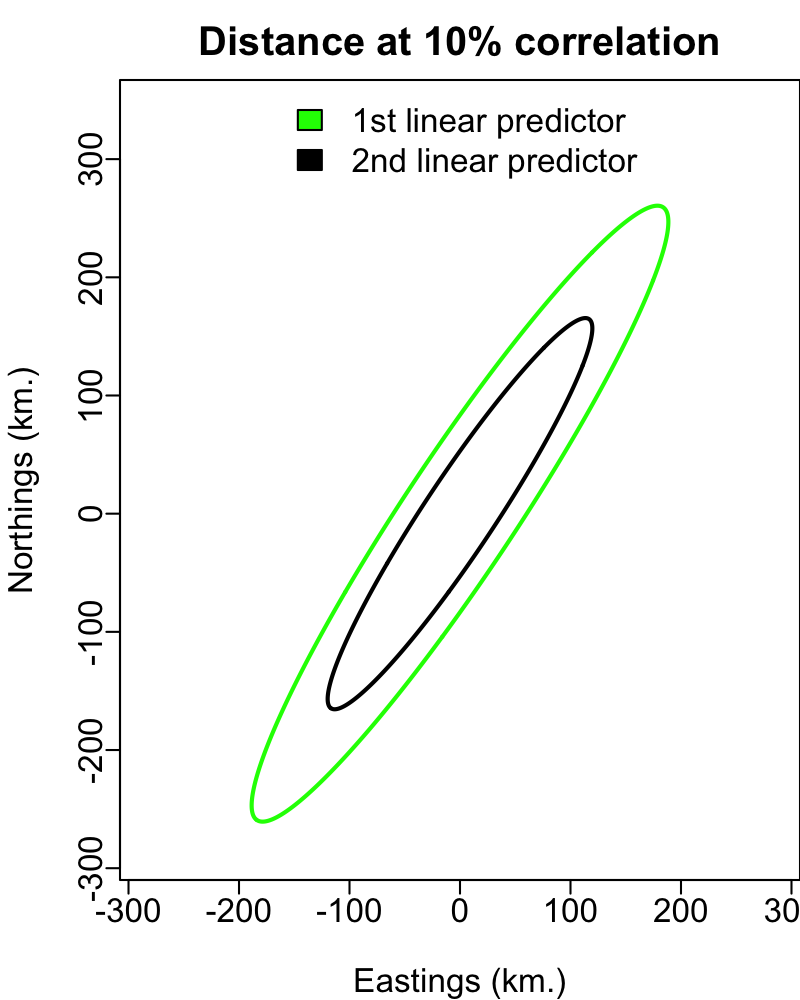 Distance at 10% correlation
1st linear predictor
2nd linear predictor
Northings (km.)
300
200
100
0
-100
-200
-300
-300 -200 -100 0 100 200 30
Eastings (km.)